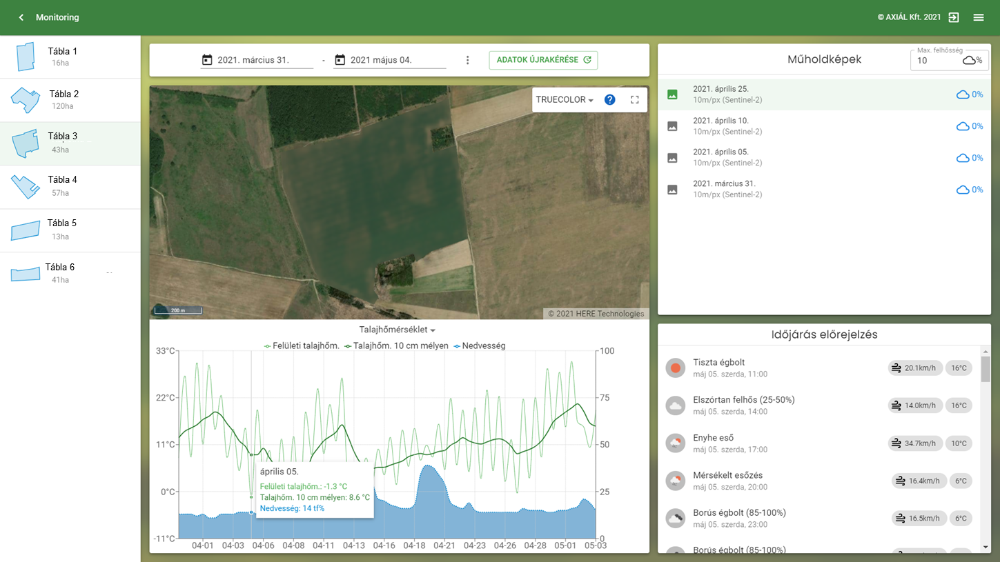 Monitoring
© AXIÁL Kft. 2021
Tábla 1
16ha
Tábla 2
120ha
Tábla 3
43ha
Tábla 4
57ha
Tábla 5
13ha
Tábla 6
41ha
2021. március 31. - 2021 május 04.
ADATOK ÚJRAKÉRÉSE
TRUECOLOR
?
200 m
© 2021 HERE Technologies
Talajhőmérséklet
Felületi talajhőm. Talajhőm. 10 cm mélyen Nedvesség
33°C
22°C
11°C
0°C
-11°C
100
75
50
25
0
április 05.
Felületi talajhőm.: -1.3 °C
Talajhőm. 10 cm mélyen: 8.6 °C
Nedvesség: 14 tf%
04-01 04-03 04-06 04-08 04-11 04-13 04-16 04-18 04-21 04-23 04-26 04-28 05-01 05-03
Műholdképek
Max. felhősség
10 %
2021. április 25.
10m/px (Sentinel-2)
0%
2021. április 10.
10m/px (Sentinel-2)
0%
2021. április 05.
10m/px (Sentinel-2)
0%
2021. március 31.
10m/px (Sentinel-2)
0%
Időjárás előrejelzés
Tiszta égbolt
máj 05. szerda, 11:00
20.1km/h 16°C
Elszórtan felhős (25-50%)
máj 05. szerda, 14:00
14.0km/h 16°C
Enyhe eső
máj 05. szerda, 17:00
34.7km/h 10°C
Mérsékelt esőzés
máj 05. szerda, 20:00
16.4km/h 6°C
Borús égbolt (85-100%)
máj 05. szerda, 23:00
16.5km/h 6°C
Borús égbolt (85-100%)